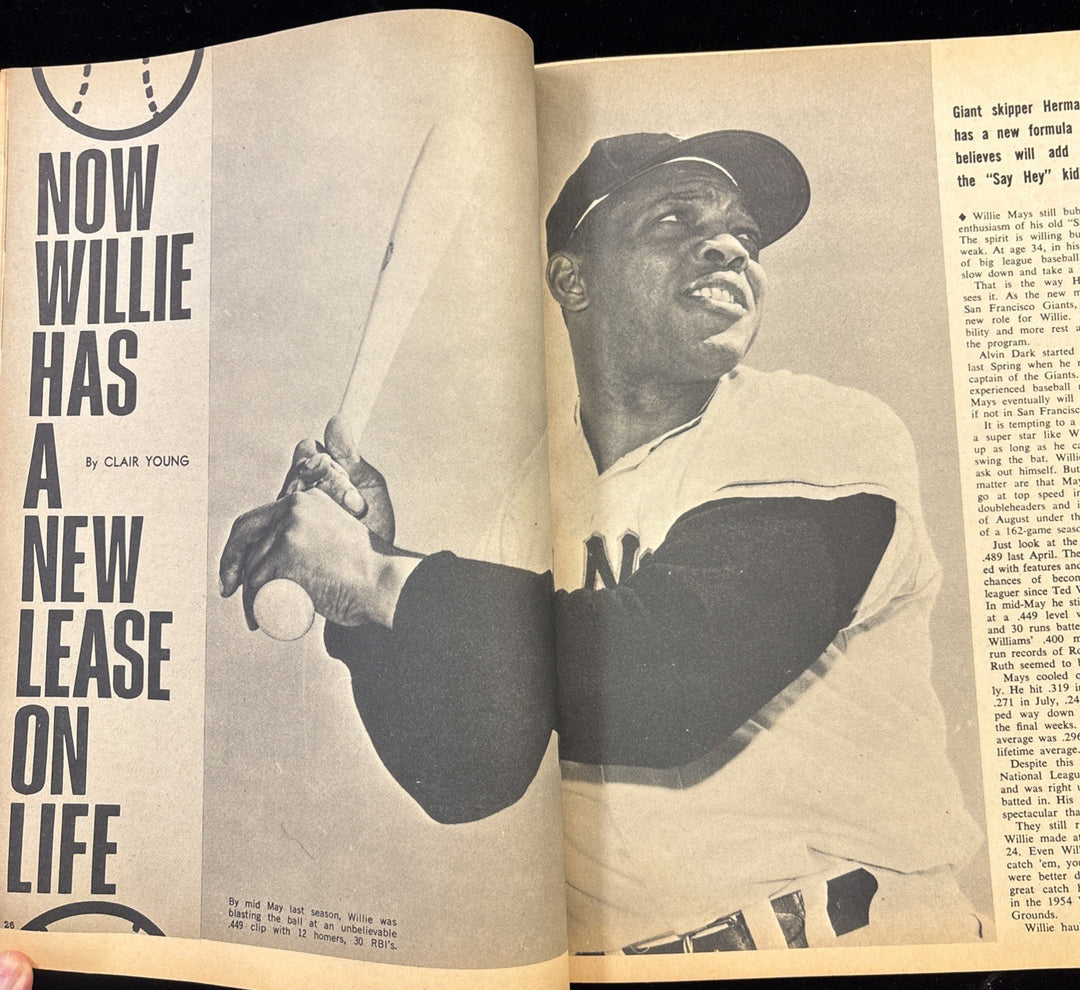 NOW
WILLIE
HAS
A
By CLAIR YOUNG
NEW
LEASE
ON
LIFE
26
By mid May last season, Willie was
blasting the ball at an unbelievable
.449 clip with 12 homers, 30 RBI's.
N
Giant skipper Herma
has a new formula
believes will add
the "Say Hey" kid
◆ Willie Mays still bub
enthusiasm of his old "S
The spirit is willing bu
weak. At age 34, in his
of big league baseball
slow down and take a
That is the way H
sees it. As the new m
San Francisco Giants,
new role for Willie.
bility and more rest a
the program.
Alvin Dark started
last Spring when he
captain of the Giants.
experienced baseball
Mays eventually will
if not in San Francisc
It is tempting to a
a super star like W
up as long as he ca
swing the bat. Willi
ask out himself. But
matter are that May
go at top speed in
doubleheaders and i
of August under th
of a 162-game seaso
Just look at the
.489 last April. The
ed with features and
chances of becom
leaguer since Ted W
In mid-May he sti
at a .449 level
and 30 runs batte
Williams' .400 m
run records of Ro
Ruth seemed to
Mays cooled
ly. He hit .319 i
.271 in July, .24
ped way down
the final weeks.
average was .296
lifetime average.
Despite this
National Leagu
and was right
batted in. His
spectacular tha
They still r
Willie made at
24. Even Will
catch 'em, you
were better d
great catch
in the 1954
Grounds.
Willie hau